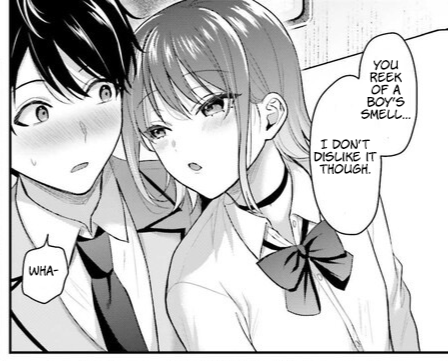 YOU
REEK
OF A
BOY'S
SMELL...
I DON'T
DISLIKE IT
THOUGH.
WHA-